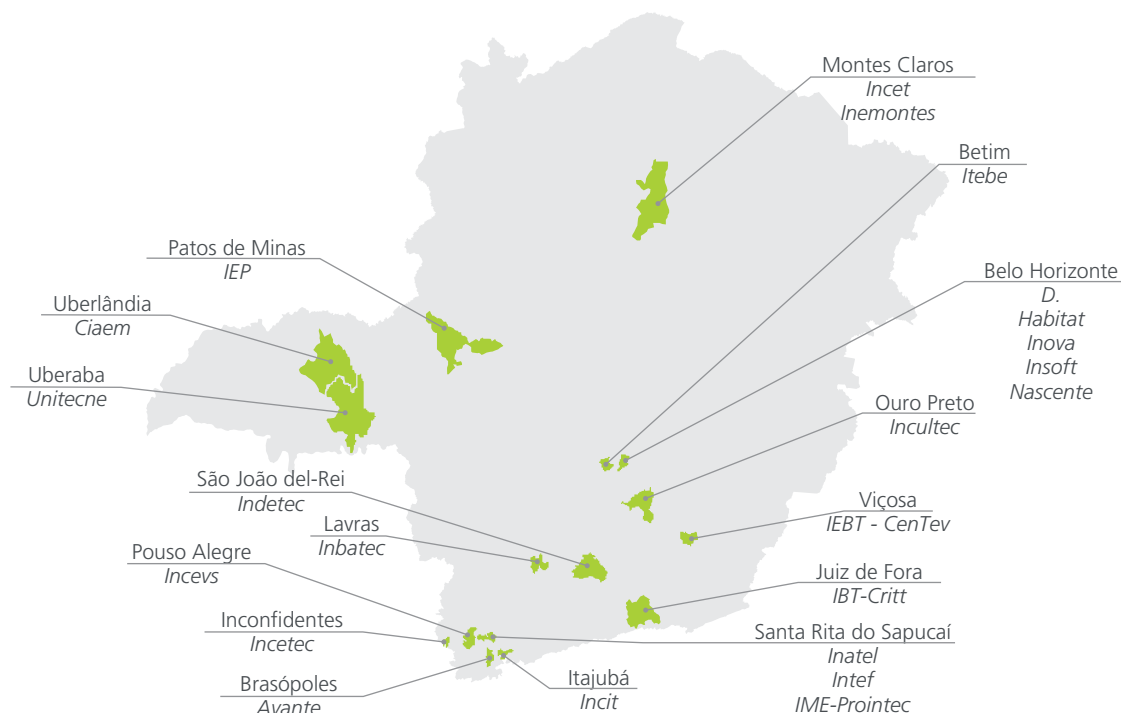 Montes Claros
Incet
Inemontes
Betim
Itebe
Patos de Minas
IEP
Belo Horizonte
D.
Habitat
Inova
Insoft
Nascente
Uberlândia
Ciaem
Uberaba
Unitecne
Ouro Preto
Incultec
São João del-Rei
Indetec
Viçosa
IEBT - CenTev
Lavras
Inbatec
Pouso Alegre
Incevs
Juiz de Fora
IBT-Critt
Inconfidentes
Incetec
Santa Rita do Sapucaí
Inatel
Intef
IME-Prointec
Brasópoles
Avante
Itajubá
Incit